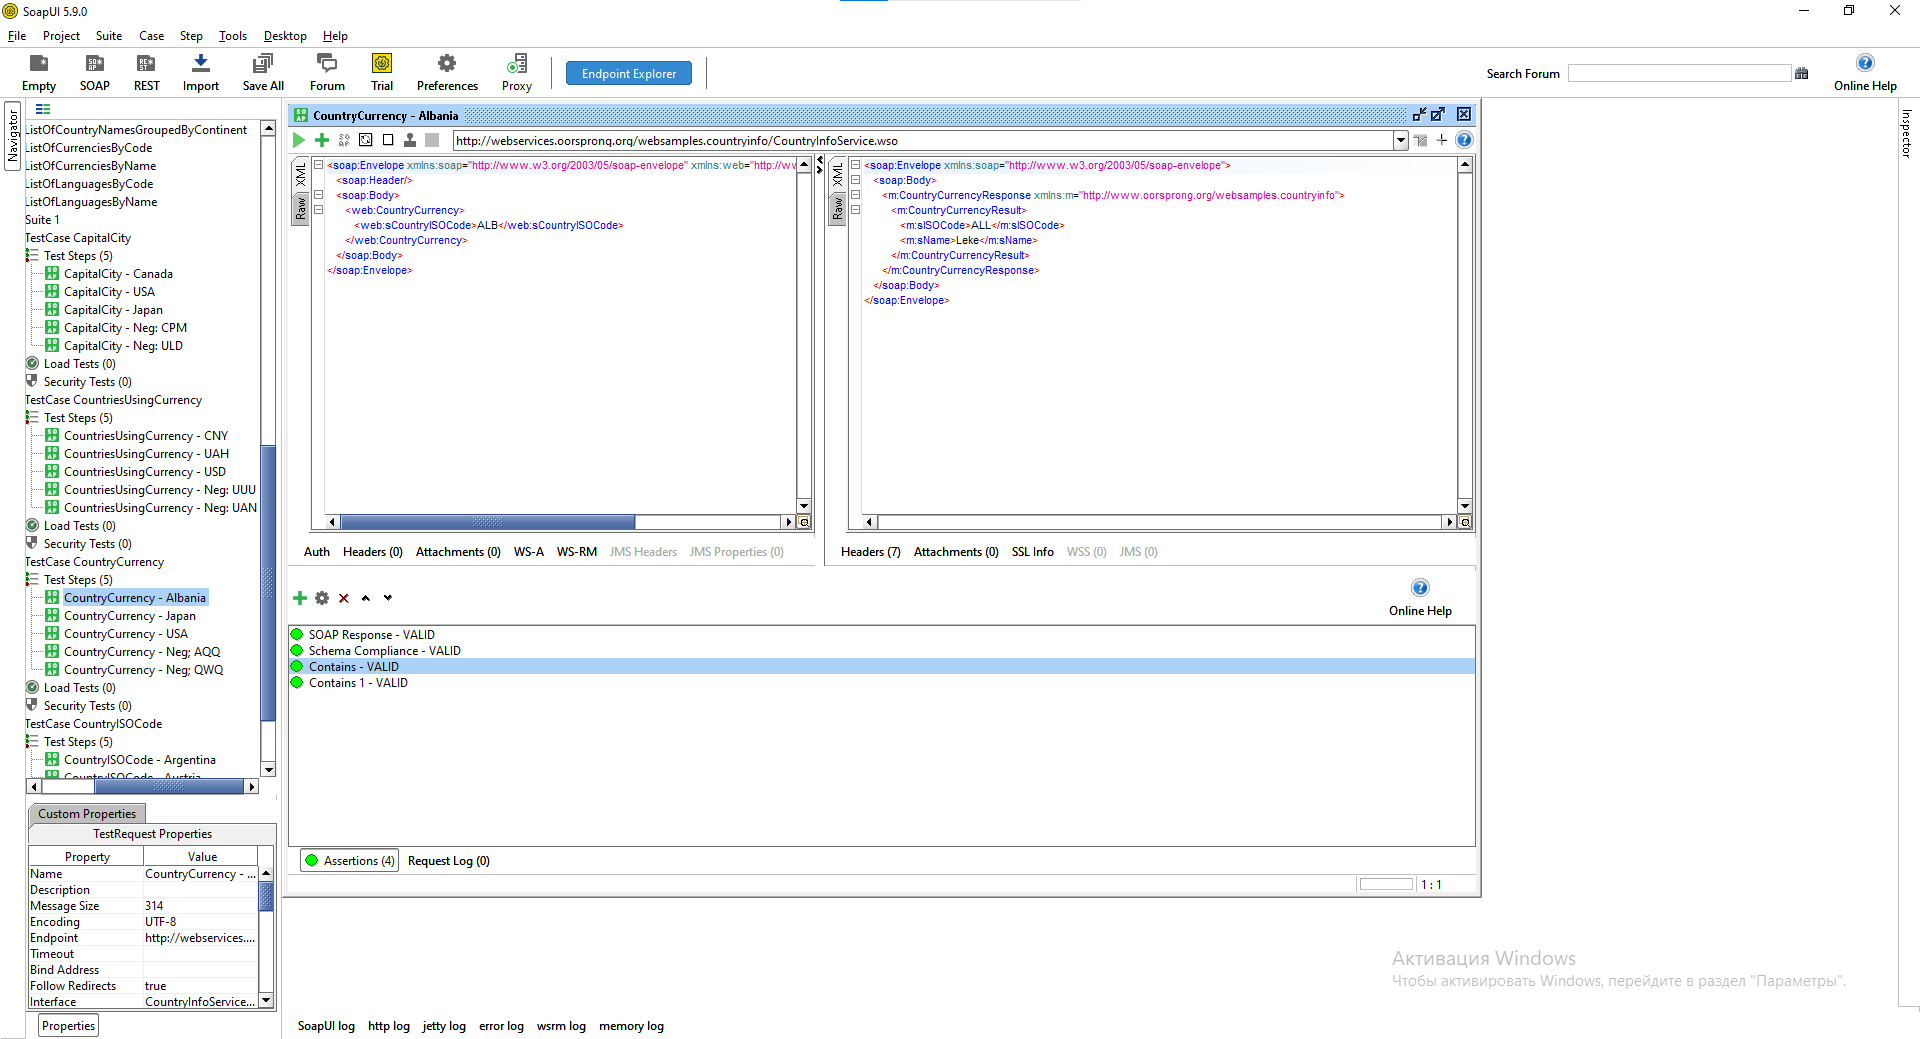 SoapUI 5.9.0
File Project Suite Case Step Tools Desktop Help
Empty SOAP REST Import Save All Forum Trial Preferences Proxy Endpoint Explorer Search Forum Online Help
Navigator
ListOfCountryNamesGroupedByContinent
ListOfCurrenciesByCode
ListOfCurrenciesByName
ListOfLanguagesByCode
ListOfLanguagesByName
Suite 1
TestCase CapitalCity
Test Steps (5)
CapitalCity - Canada
CapitalCity - USA
CapitalCity - Japan
CapitalCity - Neg: CPM
CapitalCity - Neg: ULD
Load Tests (0)
Security Tests (0)
TestCase CountriesUsingCurrency
Test Steps (5)
CountriesUsingCurrency - CNY
CountriesUsingCurrency - UAH
CountriesUsingCurrency - USD
CountriesUsingCurrency - Neg: UUU
CountriesUsingCurrency - Neg: UAN
Load Tests (0)
Security Tests (0)
TestCase CountryCurrency
Test Steps (5)
CountryCurrency - Albania
CountryCurrency - Japan
CountryCurrency - USA
CountryCurrency - Neg; AQQ
CountryCurrency - Neg; QWQ
Load Tests (0)
Security Tests (0)
TestCase CountryISOCode
Test Steps (5)
CountryISOCode - Argentina
CountryISOCode - Austria
Custom Properties
TestRequest Properties
Property Value
Name CountryCurrency - ...
Description
Message Size 314
Encoding UTF-8
Endpoint http://webservices....
Timeout
Bind Address
Follow Redirects true
Interface CountryInfoService...
Properties
CountryCurrency - Albania
http://webservices.oorsprong.org/websamples.countryinfo/CountryInfoService.wso
XML
Raw
<soap:Envelope xmlns:soap="http://www.w3.org/2003/05/soap-envelope" xmlns:web="http://ww
<soap:Header/>
<soap:Body>
<web:CountryCurrency>
<web:sCountryISOCode>ALB</web:sCountryISOCode>
</web:CountryCurrency>
</soap:Body>
</soap:Envelope>
Auth Headers (0) Attachments (0) WS-A WS-RM JMS Headers JMS Properties (0)
XML
Raw
<soap:Envelope xmlns:soap="http://www.w3.org/2003/05/soap-envelope">
<soap:Body>
<m:CountryCurrencyResponse xmlns:m="http://www.oorsprong.org/websamples.countryinfo">
<m:CountryCurrencyResult>
<m:sISOCode>ALL</m:sISOCode>
<m:sName>Leke</m:sName>
</m:CountryCurrencyResult>
</m:CountryCurrencyResponse>
</soap:Body>
</soap:Envelope>
Headers (7) Attachments (0) SSL Info WSS (0) JMS (0)
Online Help
SOAP Response - VALID
Schema Compliance - VALID
Contains - VALID
Contains 1 - VALID
Assertions (4) Request Log (0)
1 : 1
Inspector
Активация Windows
Чтобы активировать Windows, перейдите в раздел "Параметры".
SoapUI log http log jetty log error log wsrm log memory log